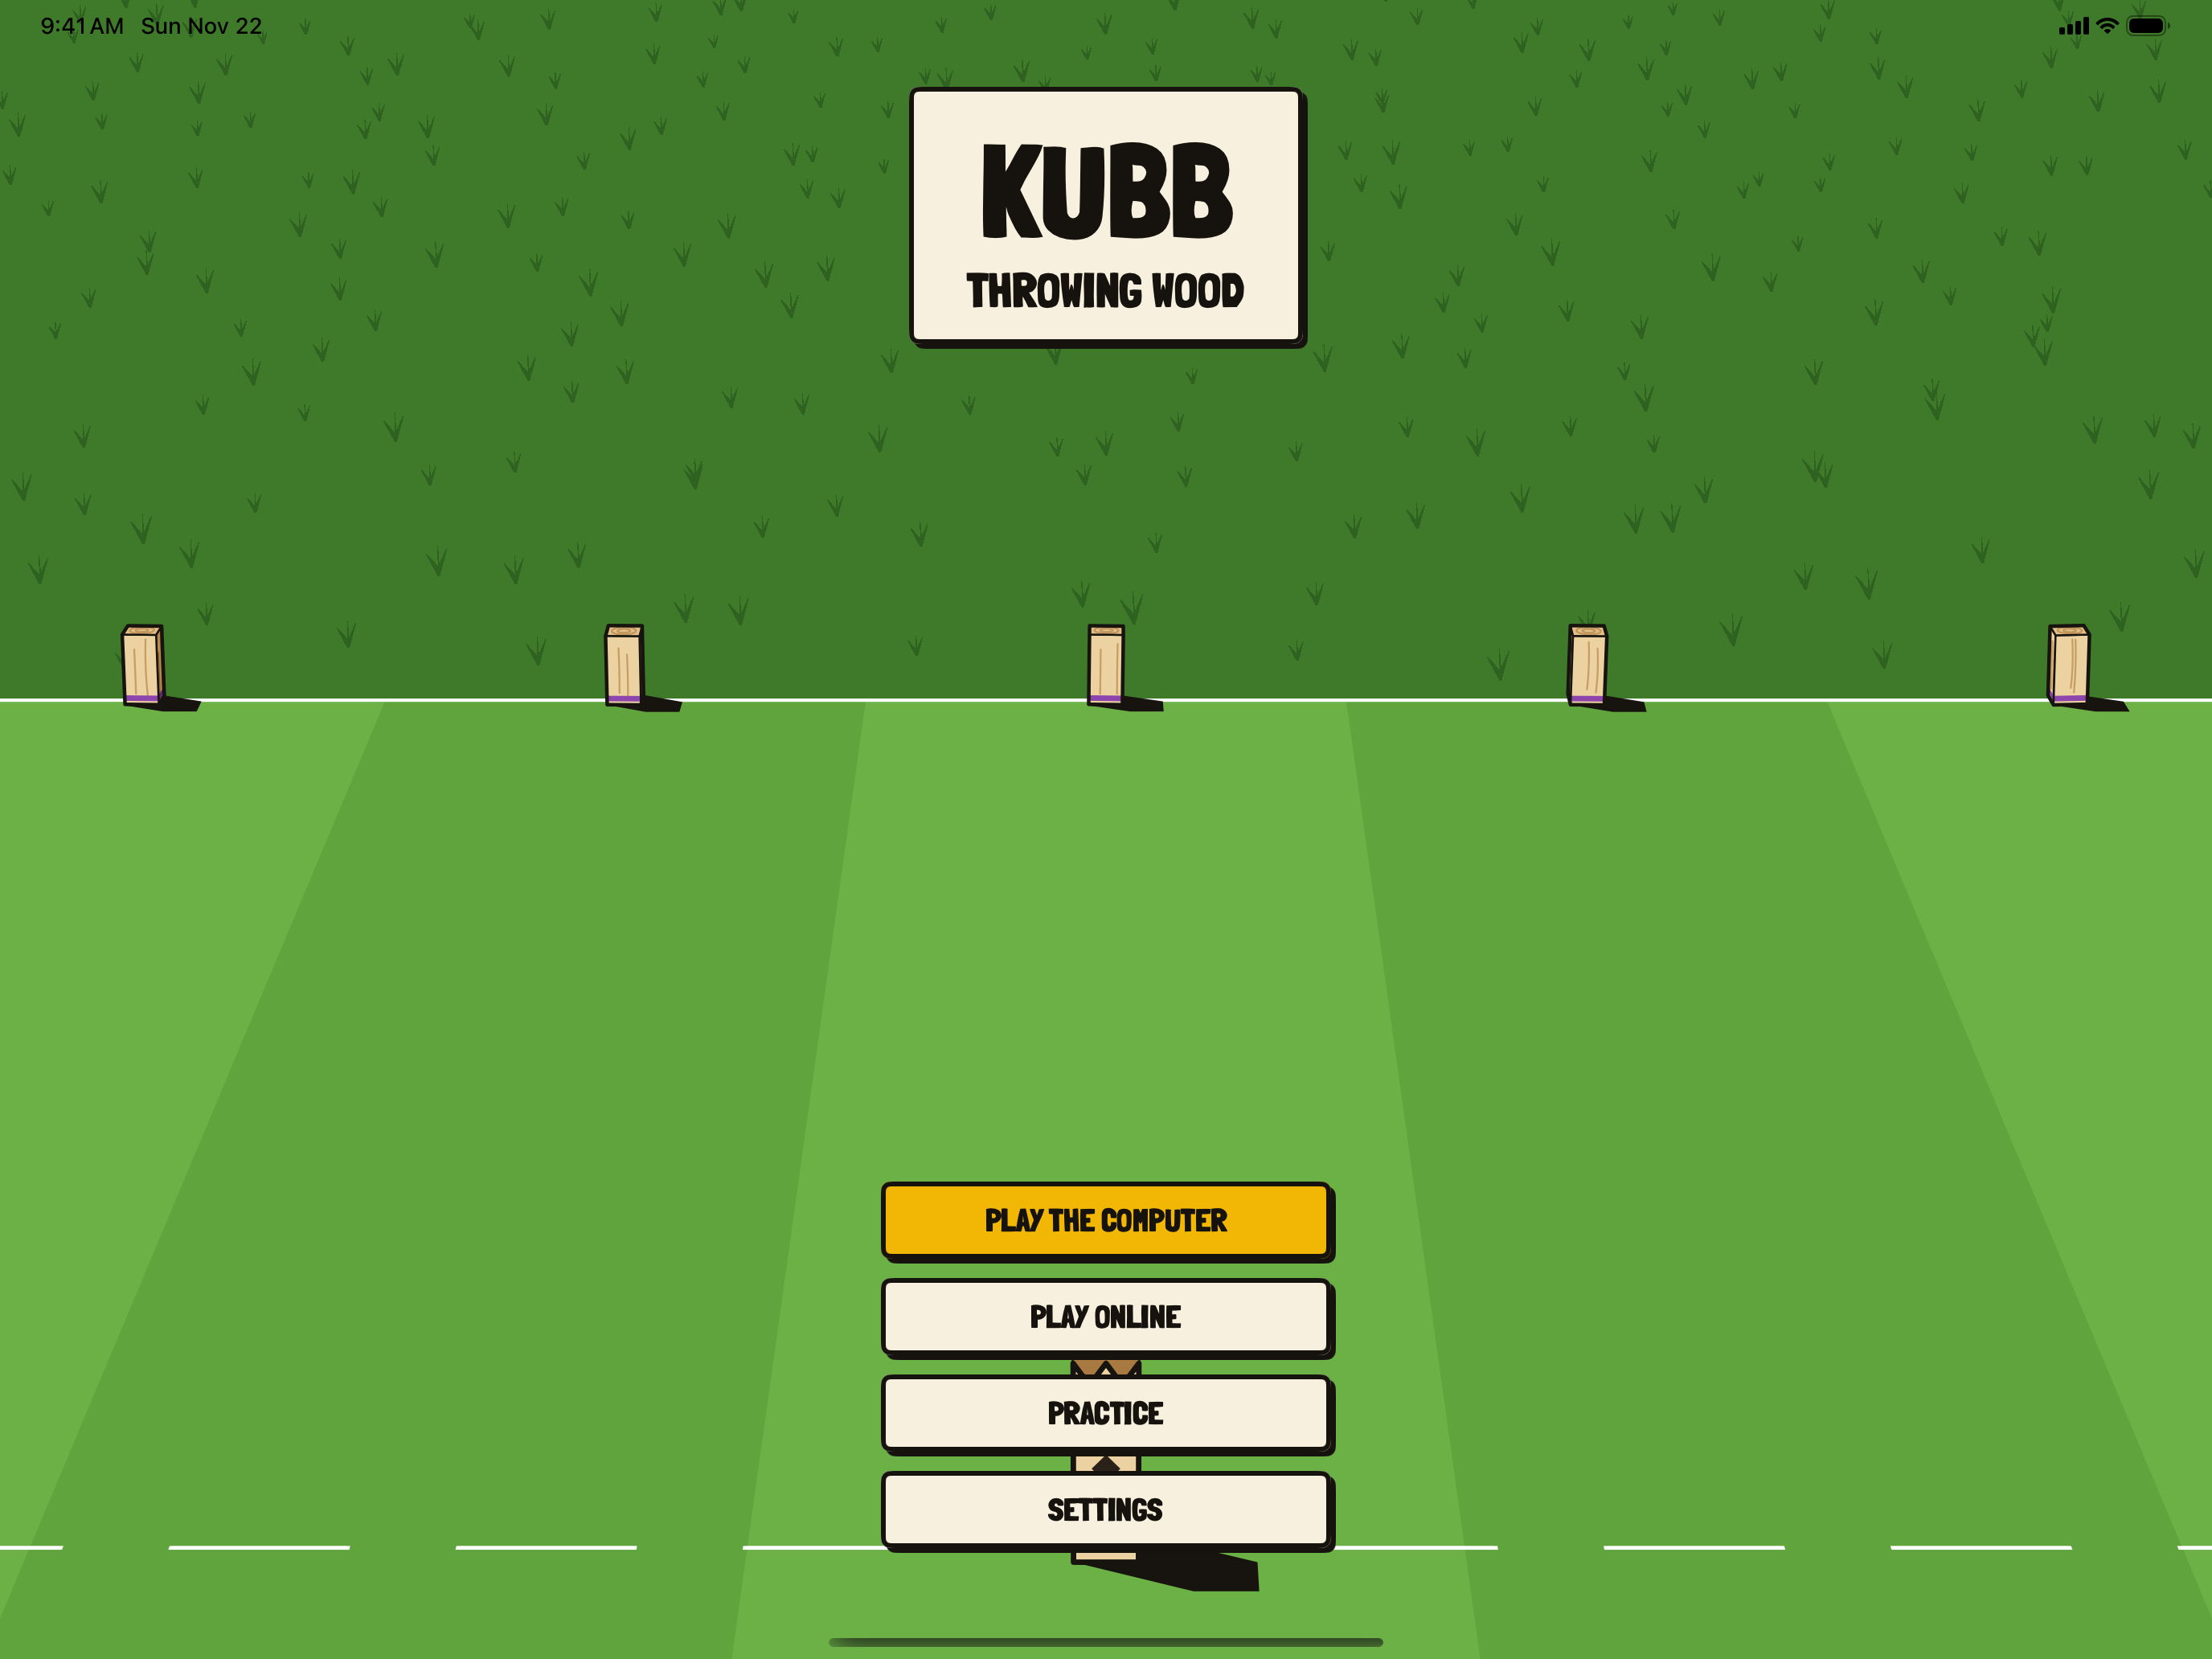 9:41 AM Sun Nov 22
KUBB
THROWING WOOD
PLAY THE COMPUTER
PLAY ONLINE
PRACTICE
SETTINGS